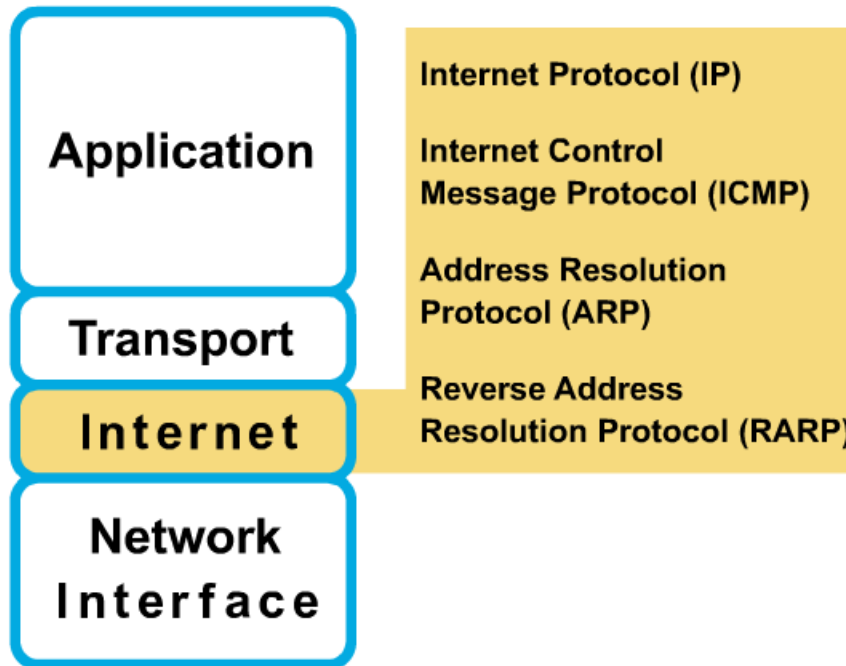 Application
Transport
Internet
Network
Interface
Internet Protocol (IP)
Internet Control
Message Protocol (ICMP)
Address Resolution
Protocol (ARP)
Reverse Address
Resolution Protocol (RARP)